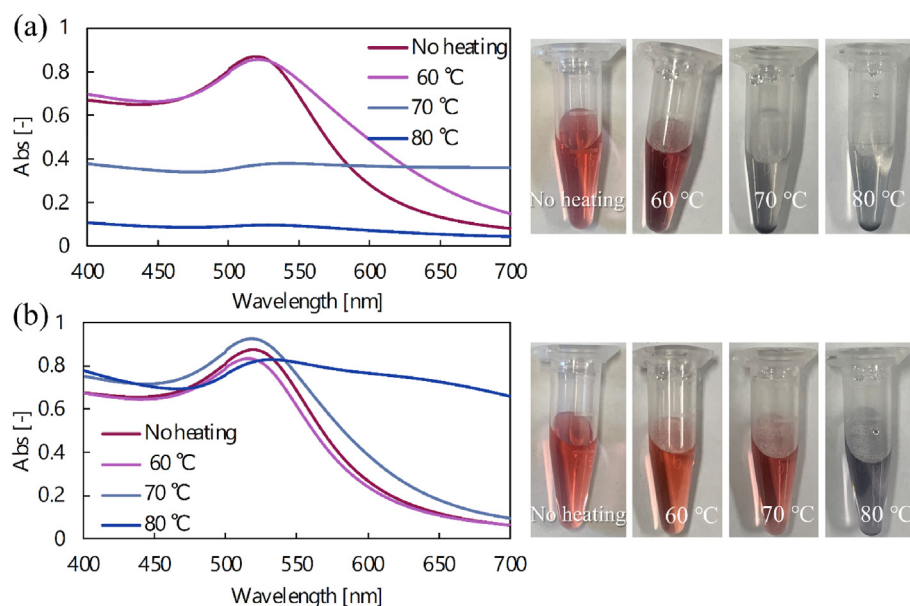 (a)
1
0.8
0.6
0.4
0.2
0
Abs [-]
No heating
60 ℃
70 ℃
80 ℃
400 450 500 550 600 650 700
Wavelength [nm]
No heating
60 ℃
70 ℃
80 ℃
(b)
1
0.8
0.6
0.4
0.2
0
Abs [-]
No heating
60 ℃
70 ℃
80 ℃
400 450 500 550 600 650 700
Wavelength [nm]
No heating
60 ℃
70 ℃
80 ℃